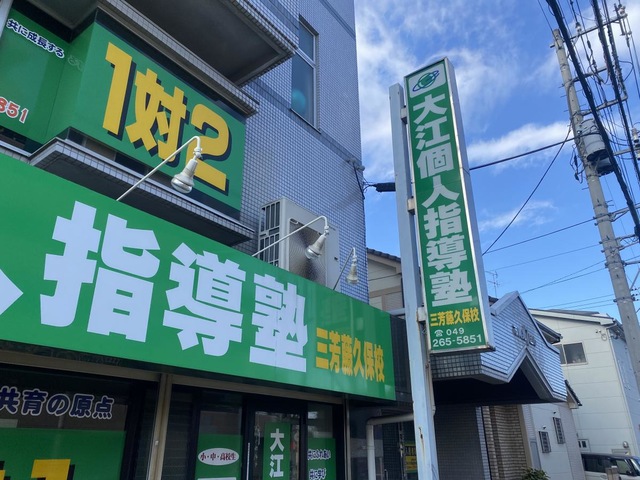 共に成長する
851
1対2
人指導塾
三芳藤久保校
共育の原点
小・中・高校生
大江
大江個人指導塾
三芳藤久保校
☎049
265-5851